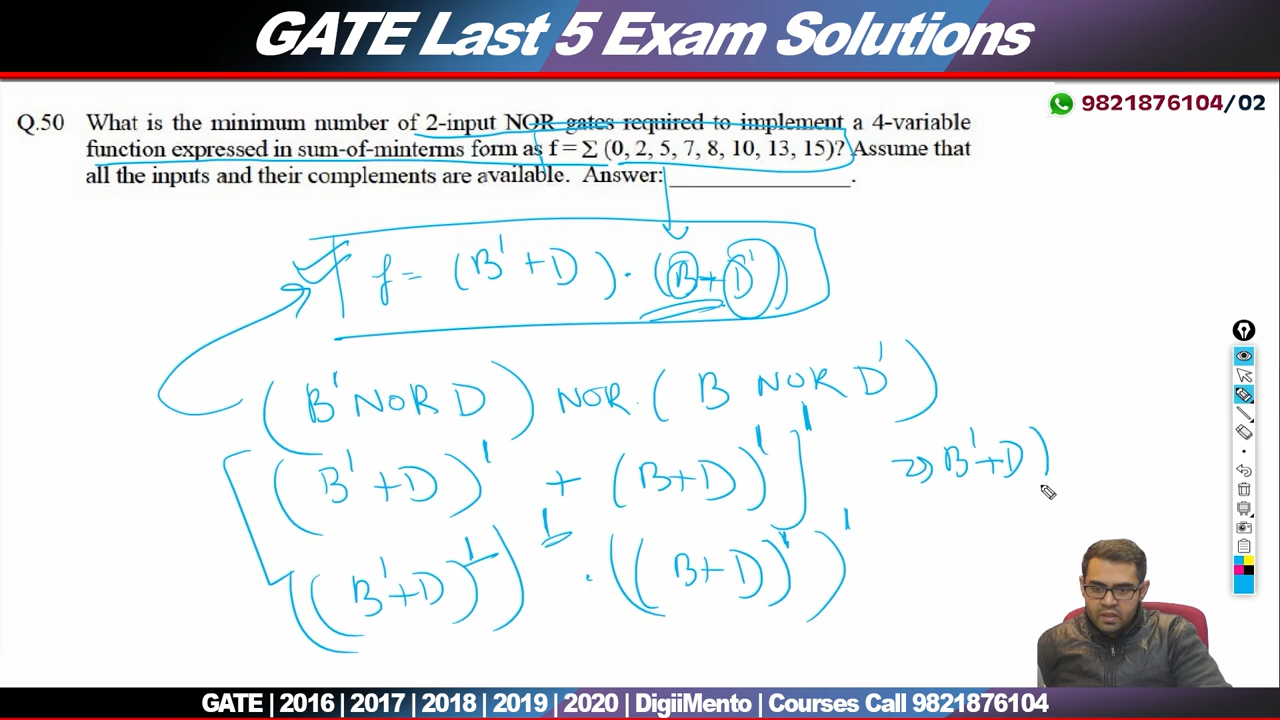 GATE Last 5 Exam Solutions
9821876104/02
Q.50 What is the minimum number of 2-input NOR gates required to implement a 4-variable
function expressed in sum-of-minterms form as f = Σ (0, 2, 5, 7, 8, 10, 13, 15)? Assume that
all the inputs and their complements are available. Answer: ____________________.
f = (B' + D) · (B + D')
(B' NOR D) NOR (B NOR D')
[(B' + D)' + (B + D)']'
⇒ B' + D)
((B' + D)')' · ((B + D)')'
GATE | 2016 | 2017 | 2018 | 2019 | 2020 | DigiiMento | Courses Call 9821876104